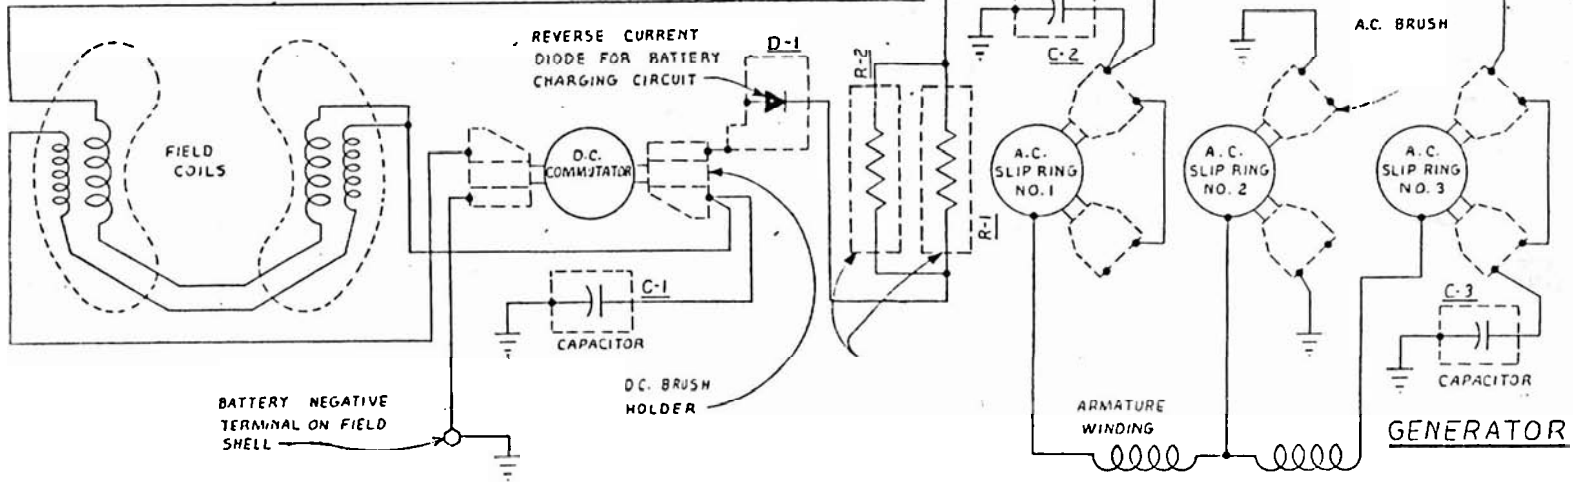 REVERSE CURRENT
DIODE FOR BATTERY
CHARGING CIRCUIT
D-1
R-2
C-2
A.C. BRUSH
FIELD
COILS
D.C.
COMMUTATOR
A.C.
SLIP RING
NO. 1
A.C.
SLIP RING
NO. 2
A.C.
SLIP RING
NO. 3
R-1
C-1
CAPACITOR
C-3
CAPACITOR
D.C. BRUSH
HOLDER
BATTERY NEGATIVE
TERMINAL ON FIELD
SHELL
ARMATURE
WINDING
GENERATOR